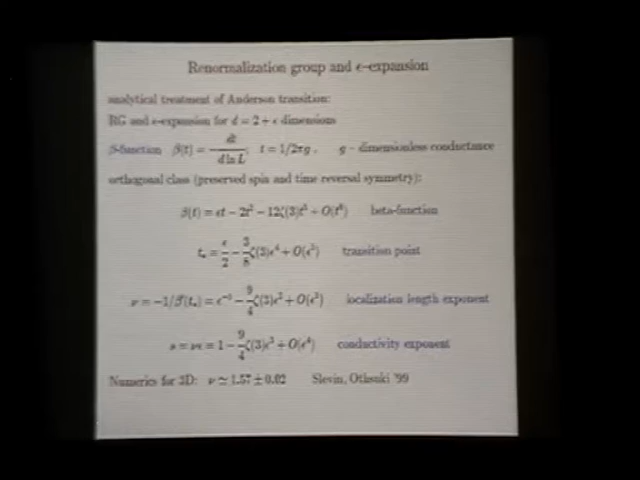 Renormalization group and ϵ-expansion
analytical treatment of Anderson transition:
RG and ϵ-expansion for d = 2 + ϵ dimensions
β-function β(t) = dt / d ln L ; t = 1/2πg , g - dimensionless conductance
orthogonal class (preserved spin and time reversal symmetry):
β(t) = ϵt − 2t² − 12ζ(3)t⁵ + O(t⁶) beta-function
t* = ϵ/2 − 3/8 ζ(3)ϵ⁴ + O(ϵ⁵) transition point
ν = −1/β′(t*) = ϵ⁻¹ − 9/4 ζ(3)ϵ² + O(ϵ³) localization length exponent
s = νϵ = 1 − 9/4 ζ(3)ϵ³ + O(ϵ⁴) conductivity exponent
Numerics for 3D: ν ≃ 1.57 ± 0.02 Slevin, Othsuki '99